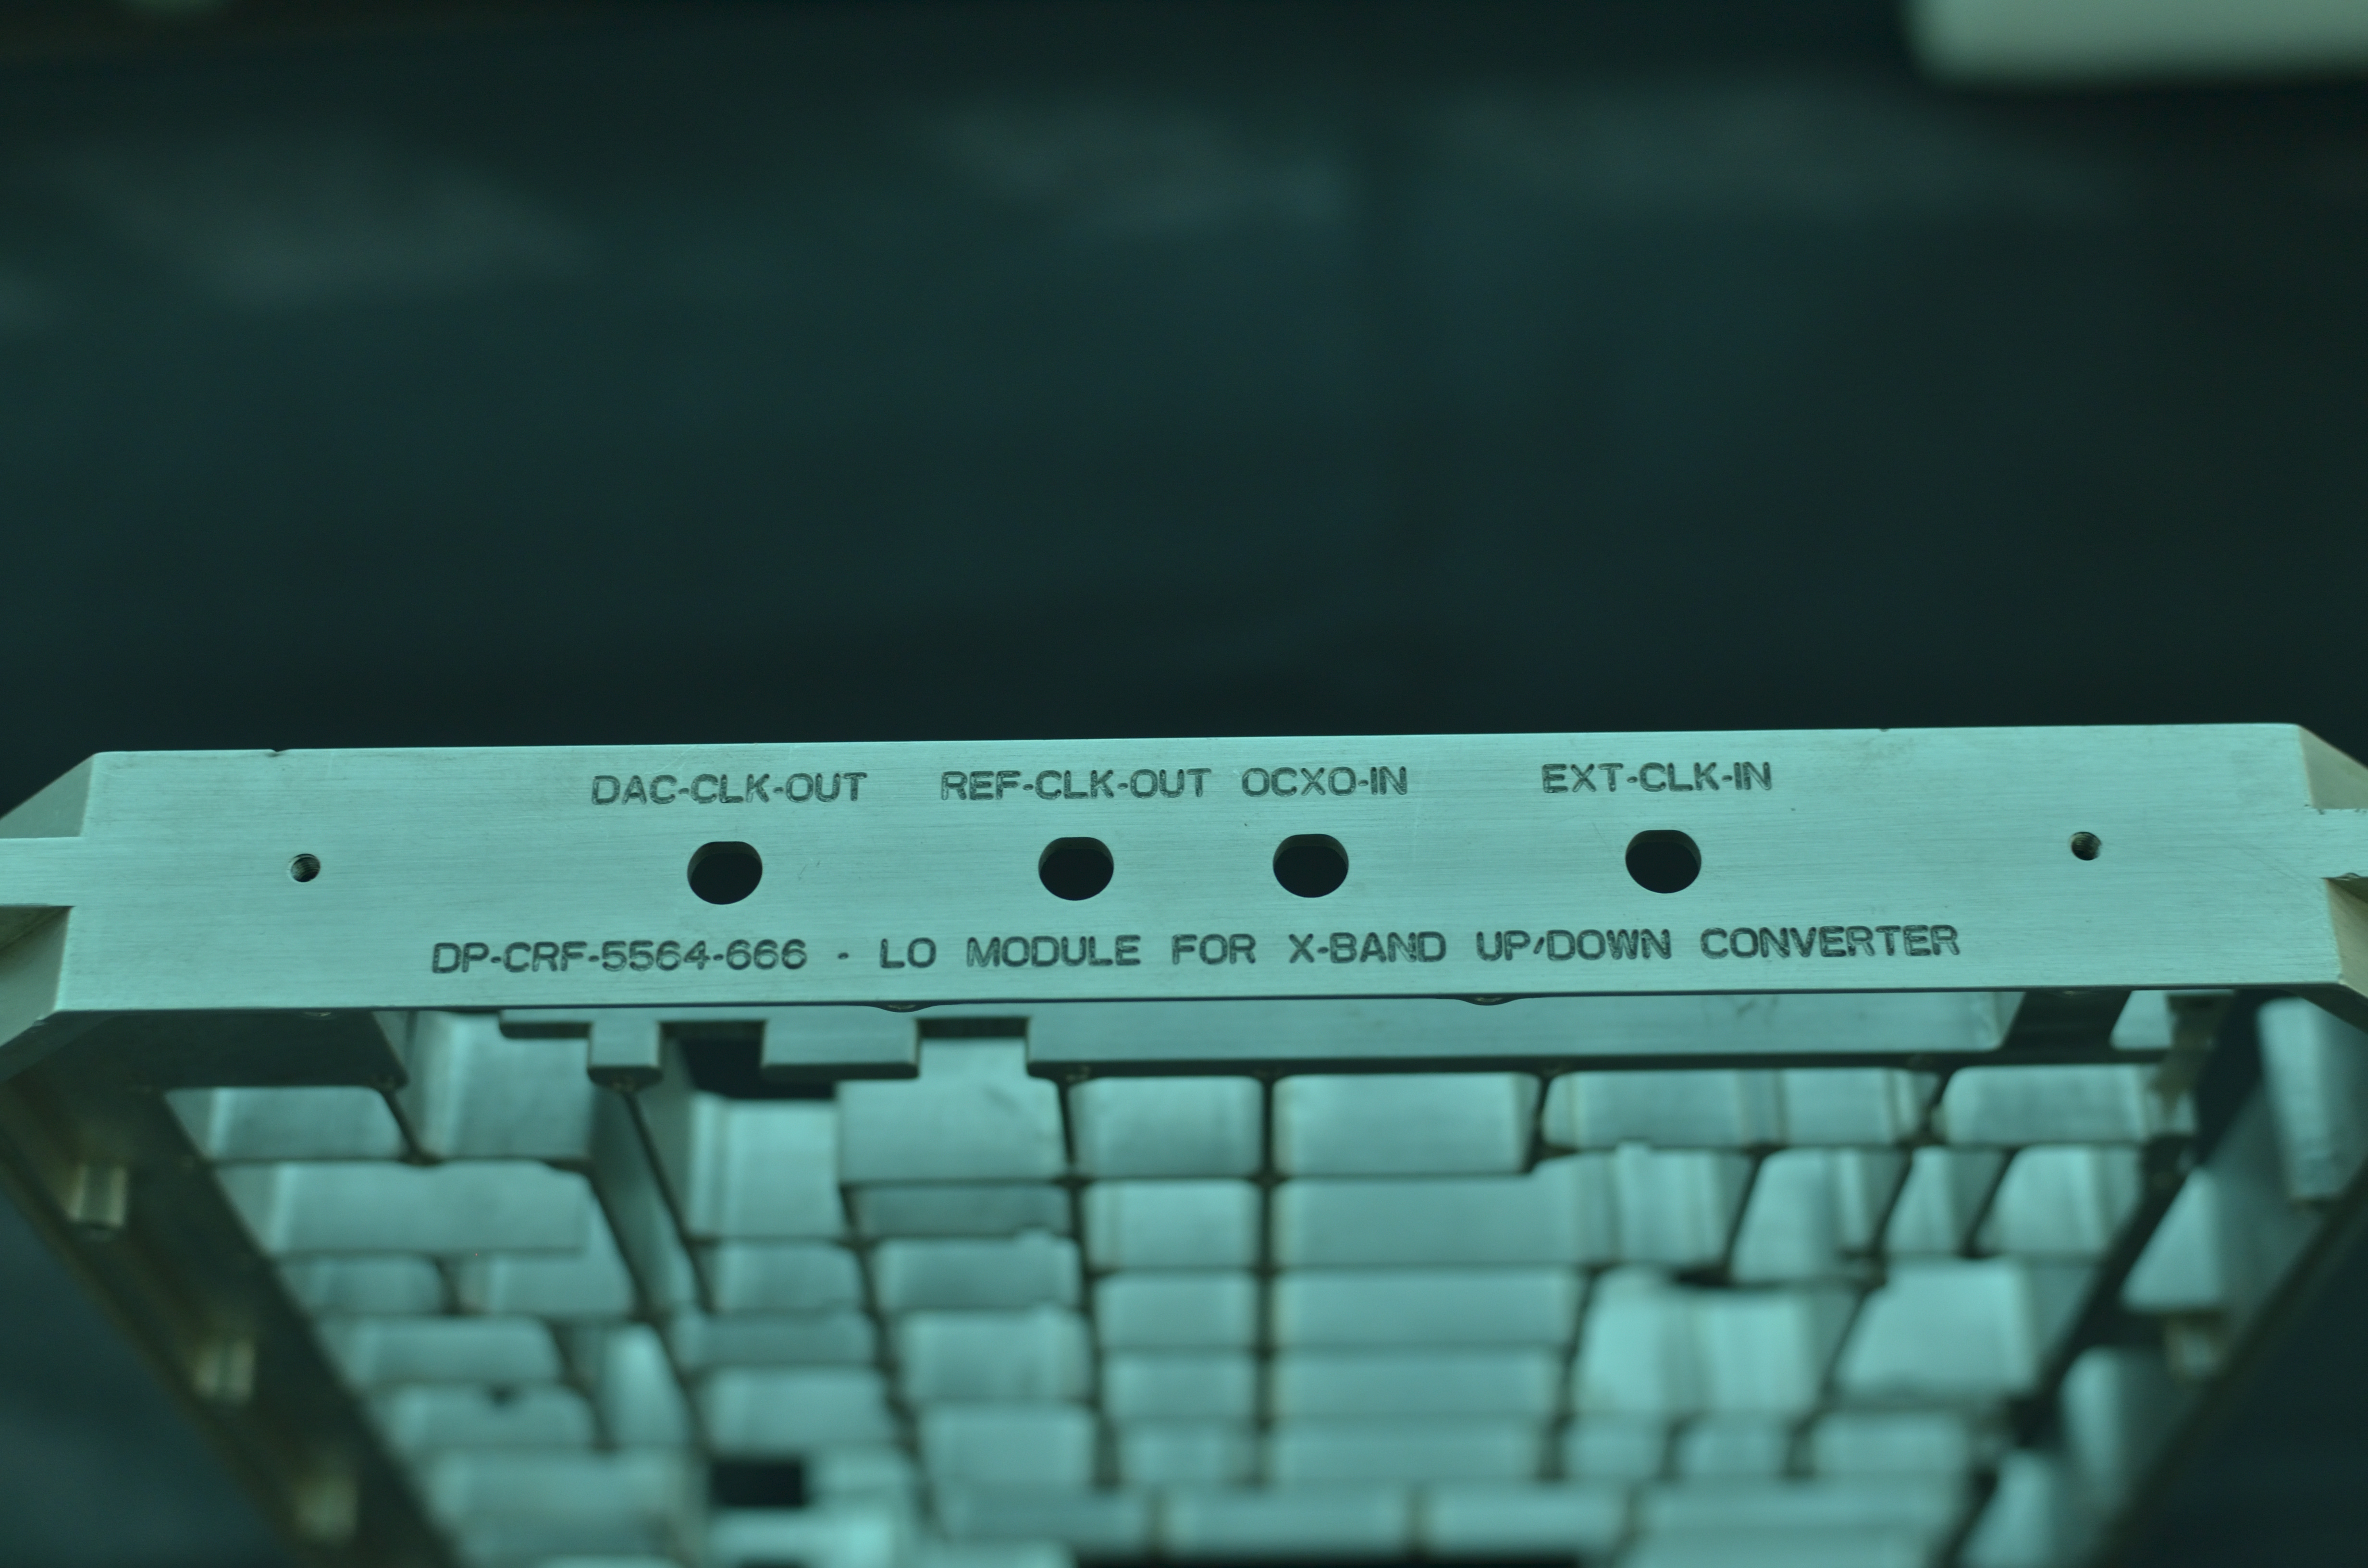 DAC-CLK-OUT REF-CLK-OUT OCXO-IN EXT-CLK-IN
DP-CRF-5564-666 - LO MODULE FOR X-BAND UP/DOWN CONVERTER